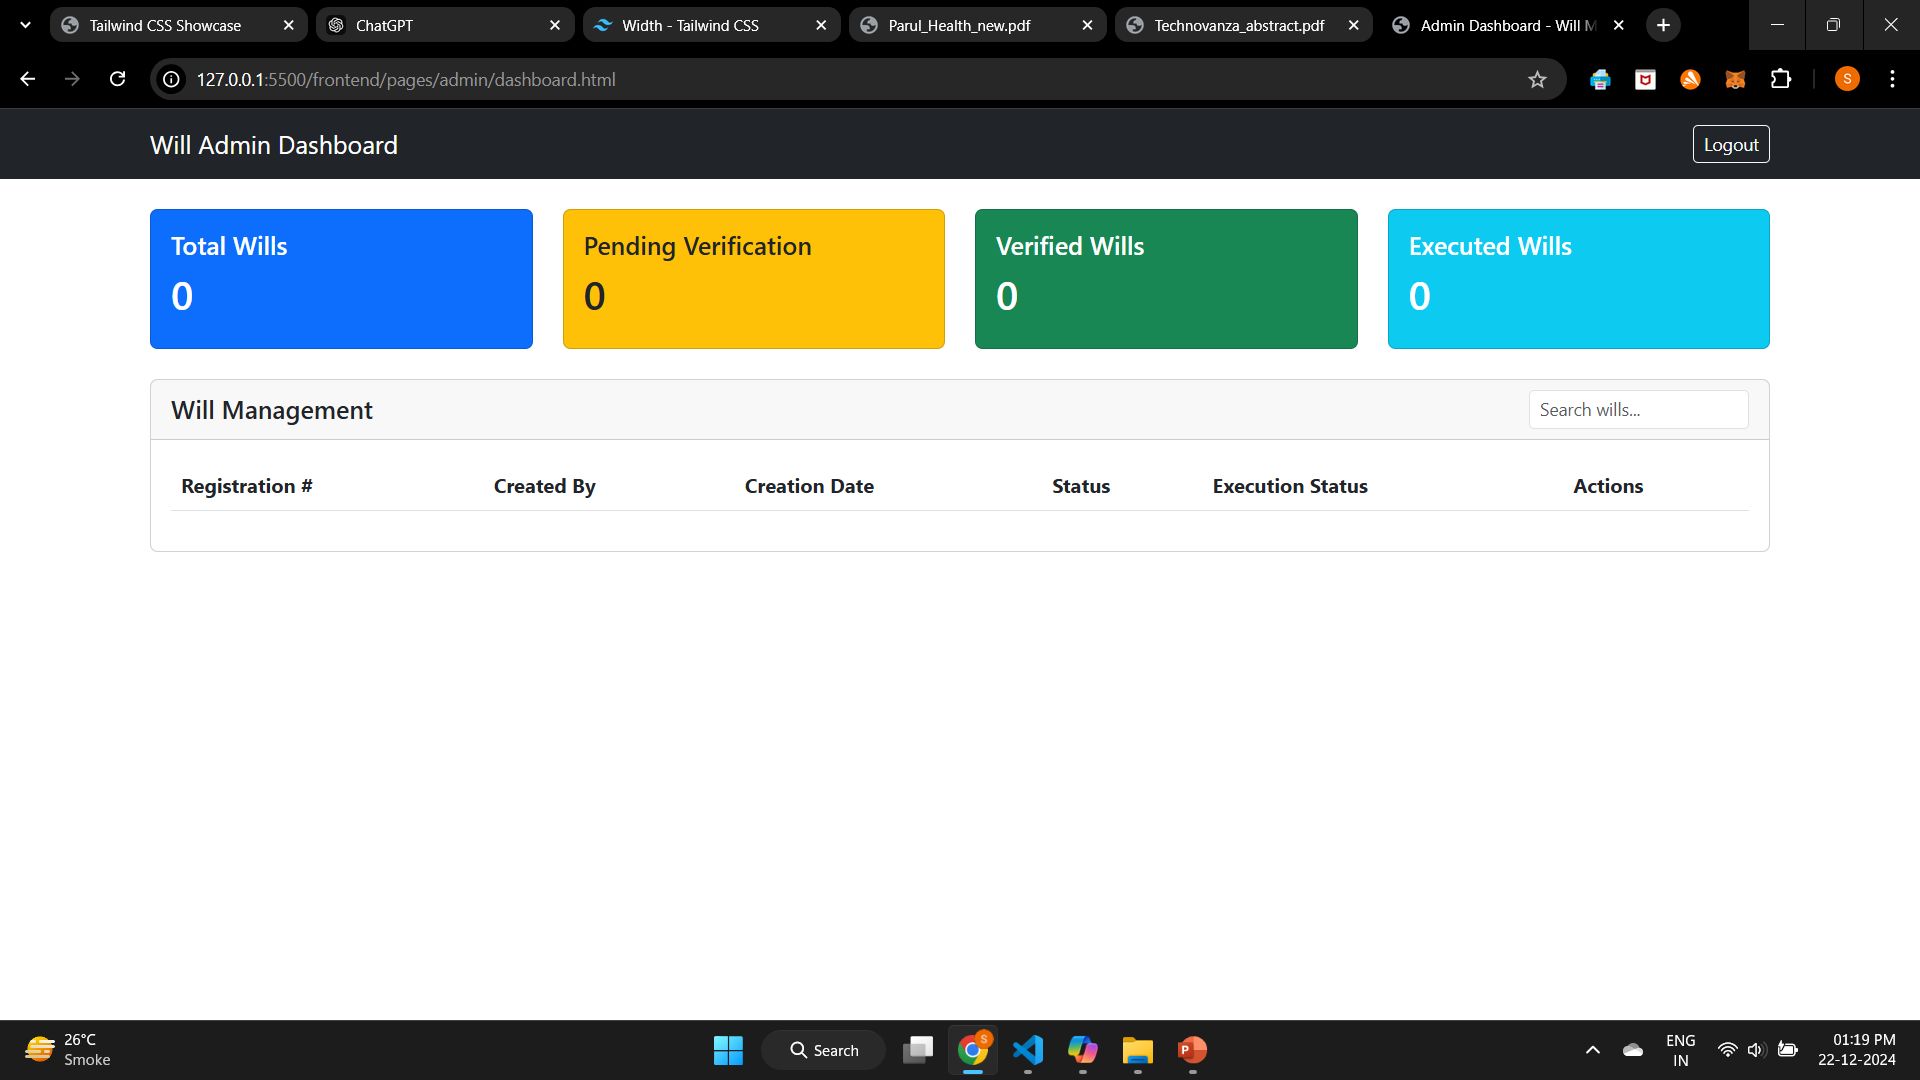 Tailwind CSS Showcase
ChatGPT
Width - Tailwind CSS
Parul_Health_new.pdf
Technovanza_abstract.pdf
Admin Dashboard - Will M
127.0.0.1:5500/frontend/pages/admin/dashboard.html
S
Will Admin Dashboard
Logout
Total Wills
0
Pending Verification
0
Verified Wills
0
Executed Wills
0
Will Management
Search wills...
Registration # Created By Creation Date Status Execution Status Actions
26°C
Smoke
Search
S
P
ENG
IN
01:19 PM
22-12-2024